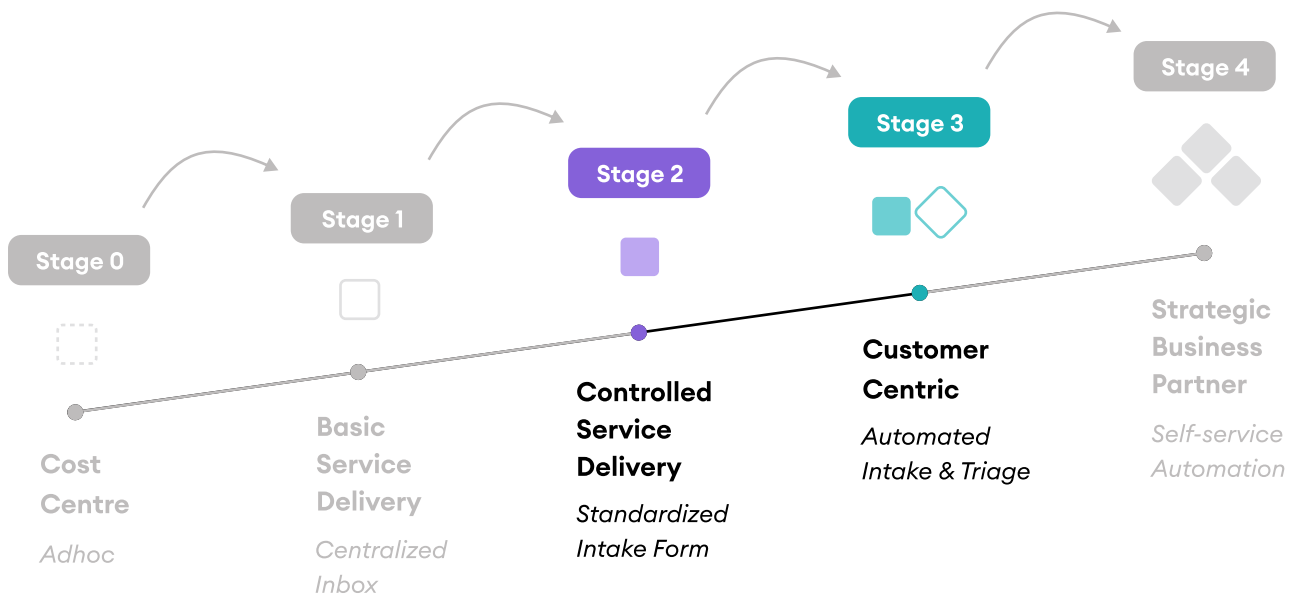 Stage 0
Cost
Centre
Adhoc
Stage 1
Basic
Service
Delivery
Centralized
Inbox
Stage 2
Controlled
Service
Delivery
Standardized
Intake Form
Stage 3
Customer
Centric
Automated
Intake & Triage
Stage 4
Strategic
Business
Partner
Self-service
Automation